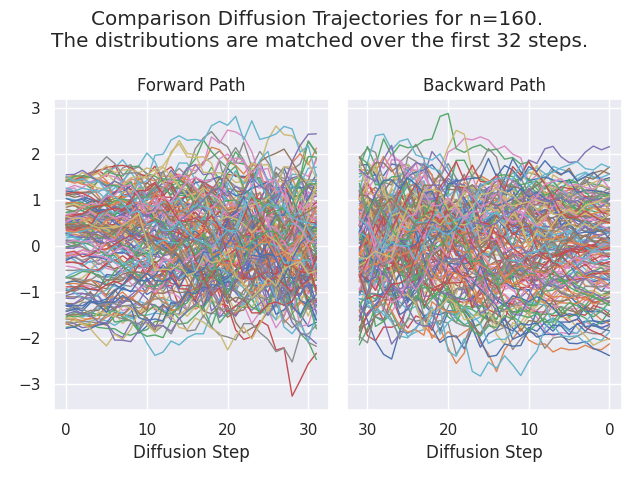 Comparison Diffusion Trajectories for n=160.
The distributions are matched over the first 32 steps.
Forward Path
Backward Path
3
2
1
0
−1
−2
−3
0 10 20 30
30 20 10 0
Diffusion Step
Diffusion Step